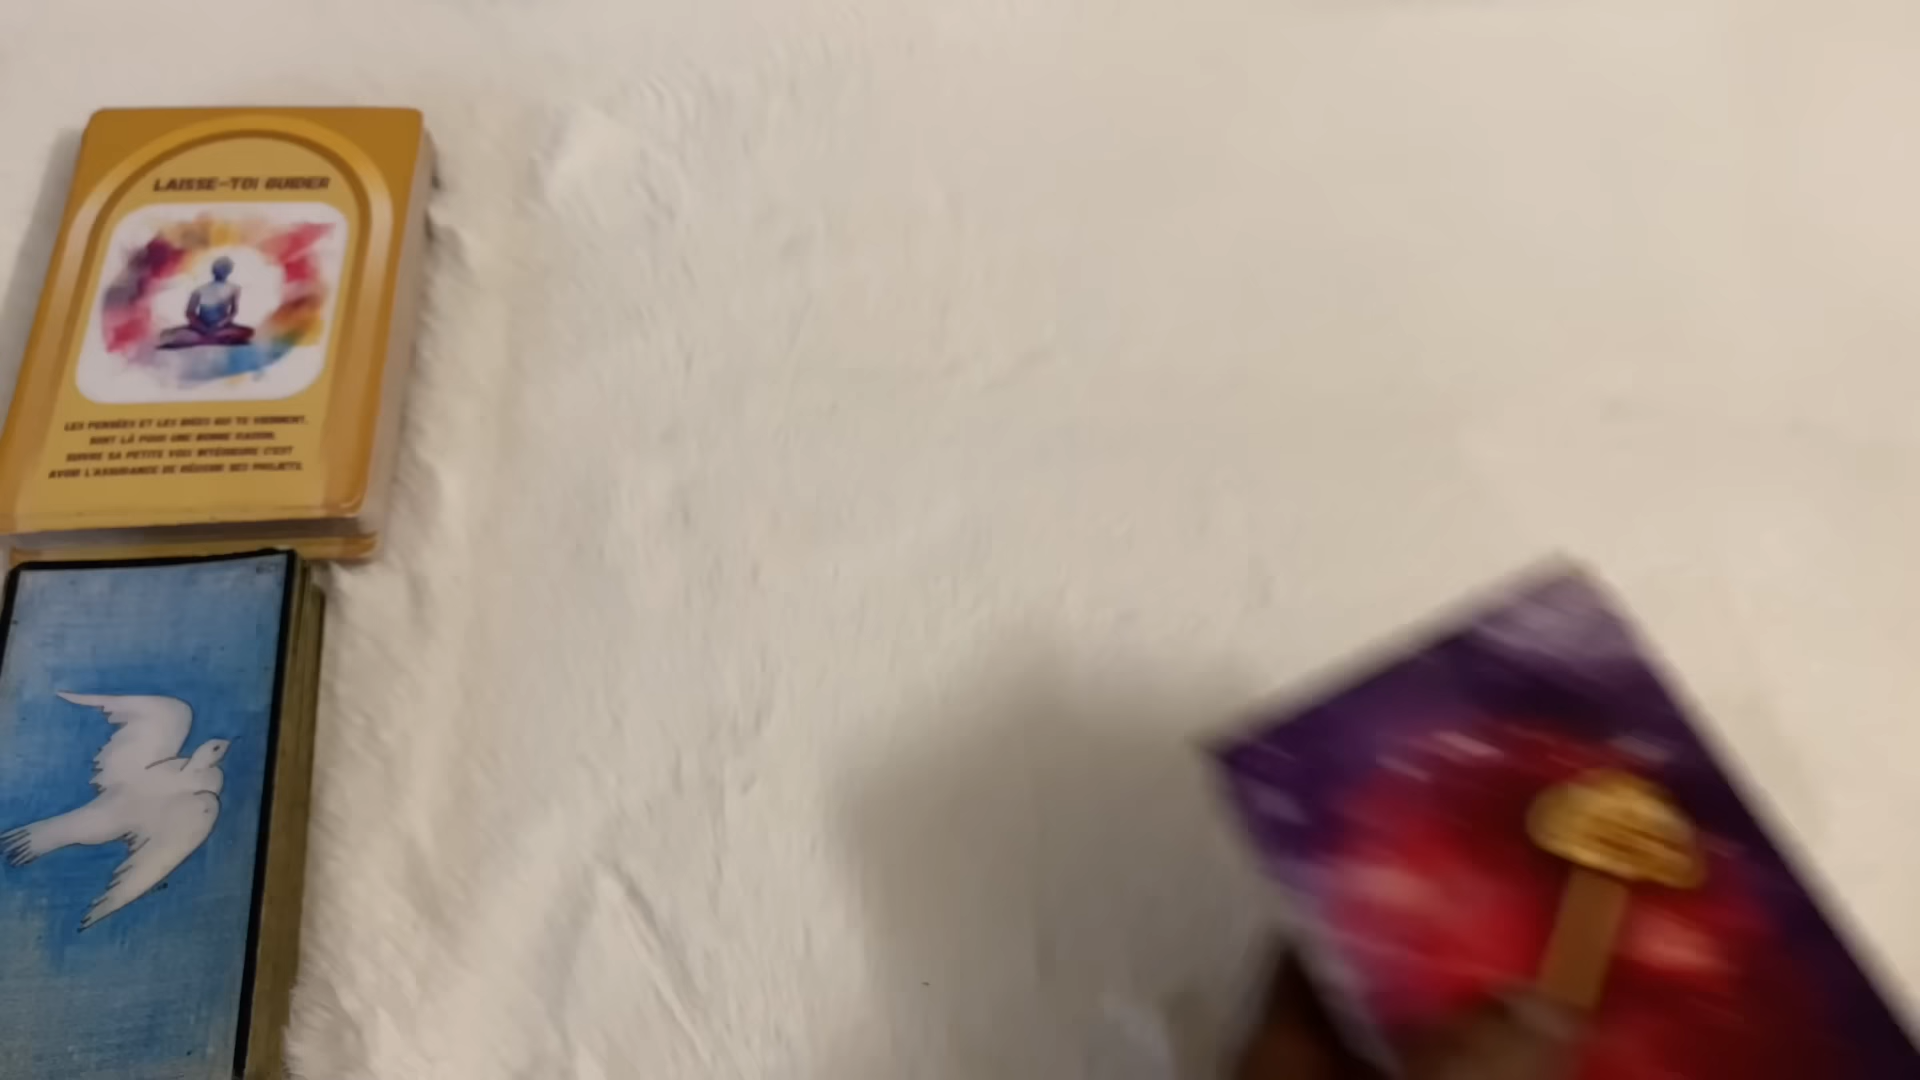 LAISSE-TOI GUIDER
LES PENSÉES ET LES IDÉES QUI TE VIENNENT,
SONT LÀ POUR UNE BONNE RAISON,
SUIVRE SA PETITE VOIX INTÉRIEURE C'EST
AVOIR L'ASSURANCE DE RÉUSSIR SES PROJETS.